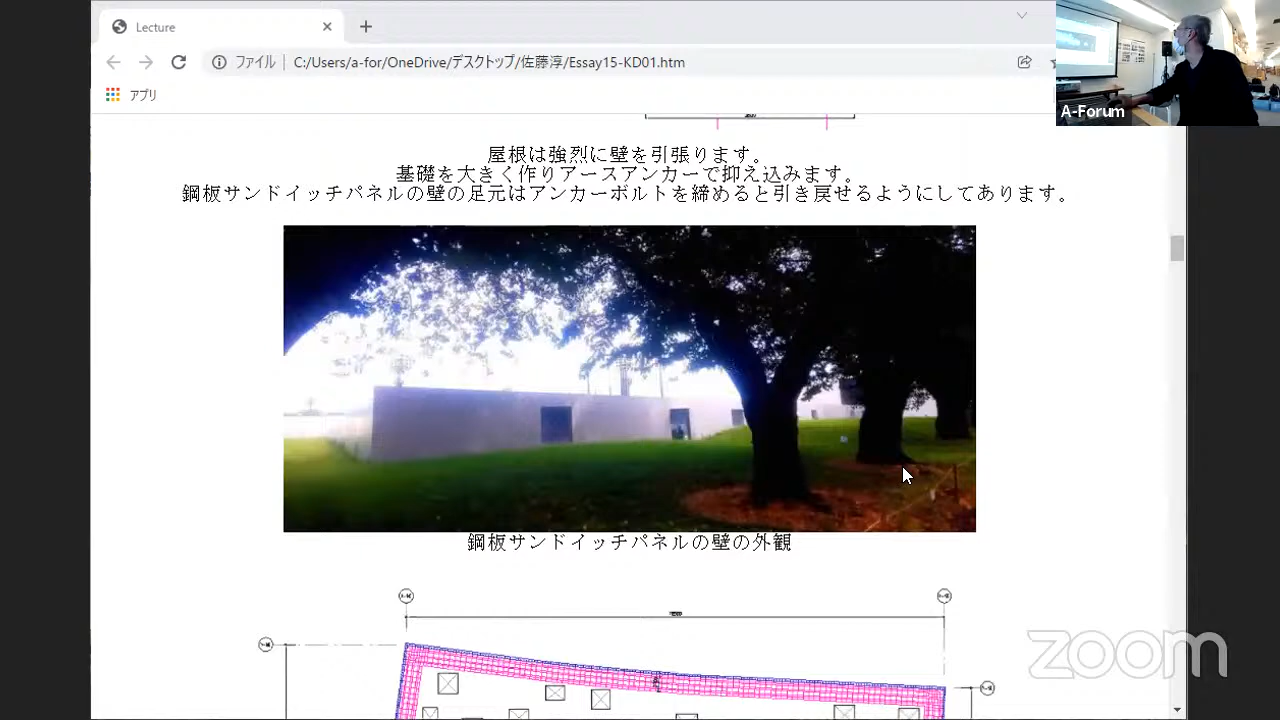 Lecture
ファイル
C:/Users/a-for/OneDrive/デスクトップ/佐藤淳/Essay15-KD01.htm
アプリ
A-Forum
屋根は強烈に壁を引張ります。
基礎を大きく作りアースアンカーで抑え込みます。
鋼板サンドイッチパネルの壁の足元はアンカーボルトを締めると引き戻せるようにしてあります。
鋼板サンドイッチパネルの壁の外観
zoom